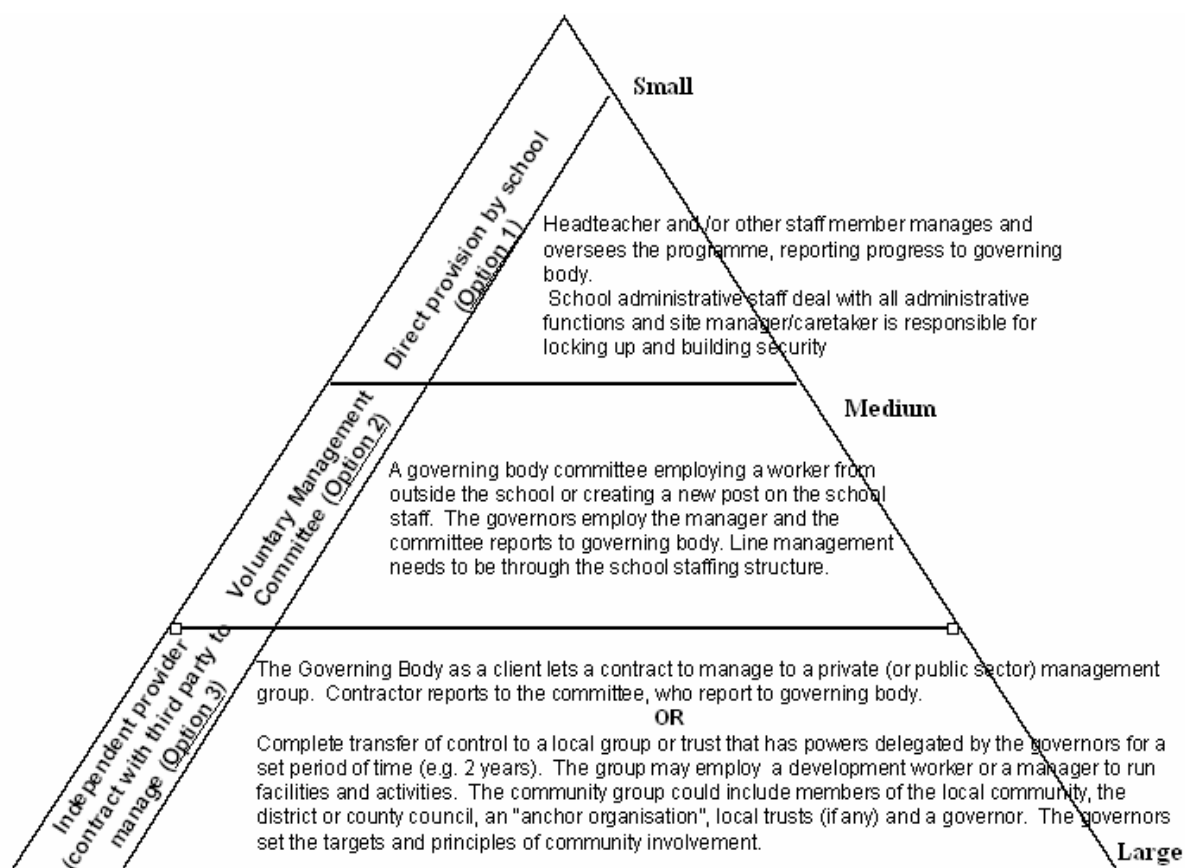 Small
Direct provision by school
(Option 1)
Headteacher and /or other staff member manages and
oversees the programme, reporting progress to governing
body.
School administrative staff deal with all administrative
functions and site manager/caretaker is responsible for
locking up and building security
Medium
Voluntary Management
Committee (Option 2)
A governing body committee employing a worker from
outside the school or creating a new post on the school
staff. The governors employ the manager and the
committee reports to governing body. Line management
needs to be through the school staffing structure.
Independent provider
(contract with third party to
manage (Option 3)
The Governing Body as a client lets a contract to manage to a private (or public sector) management
group. Contractor reports to the committee, who report to governing body.
OR
Complete transfer of control to a local group or trust that has powers delegated by the governors for a
set period of time (e.g. 2 years). The group may employ a development worker or a manager to run
facilities and activities. The community group could include members of the local community, the
district or county council, an "anchor organisation", local trusts (if any) and a governor. The governors
set the targets and principles of community involvement.
Large